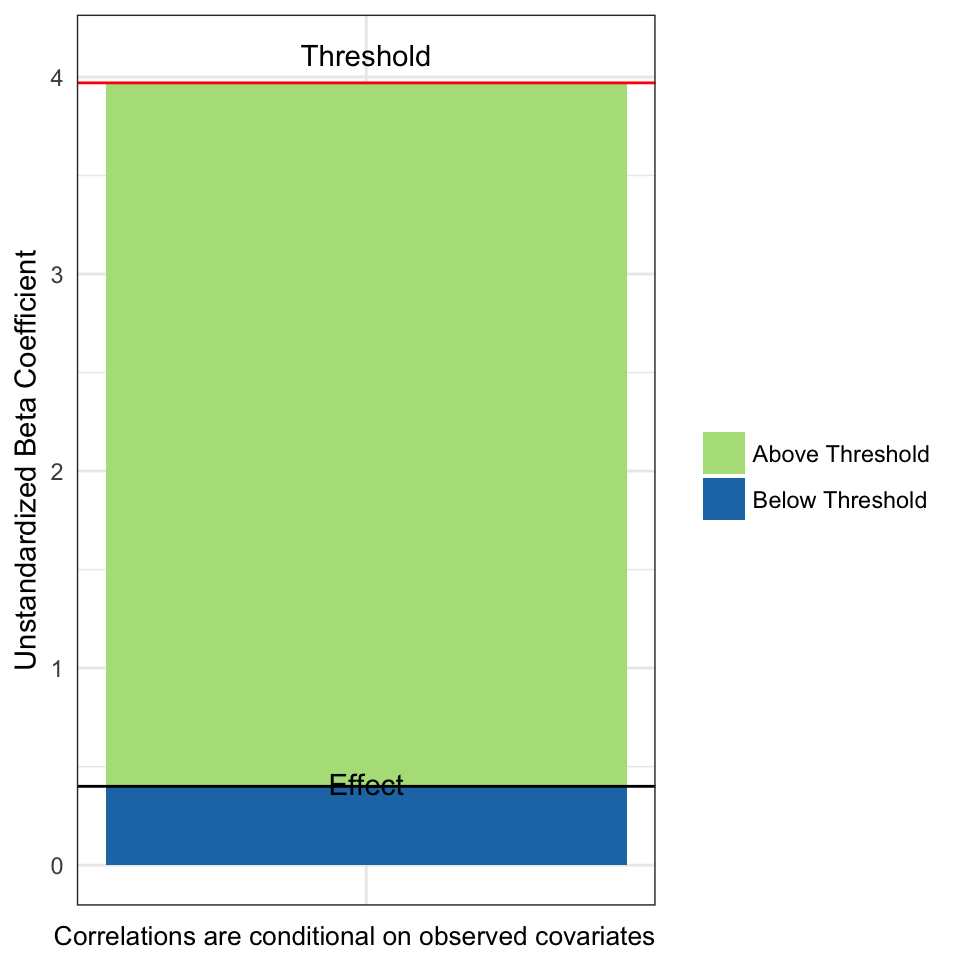 Threshold
4
3
2
1
0
Unstandardized Beta Coefficient
Effect
Above Threshold
Below Threshold
Correlations are conditional on observed covariates